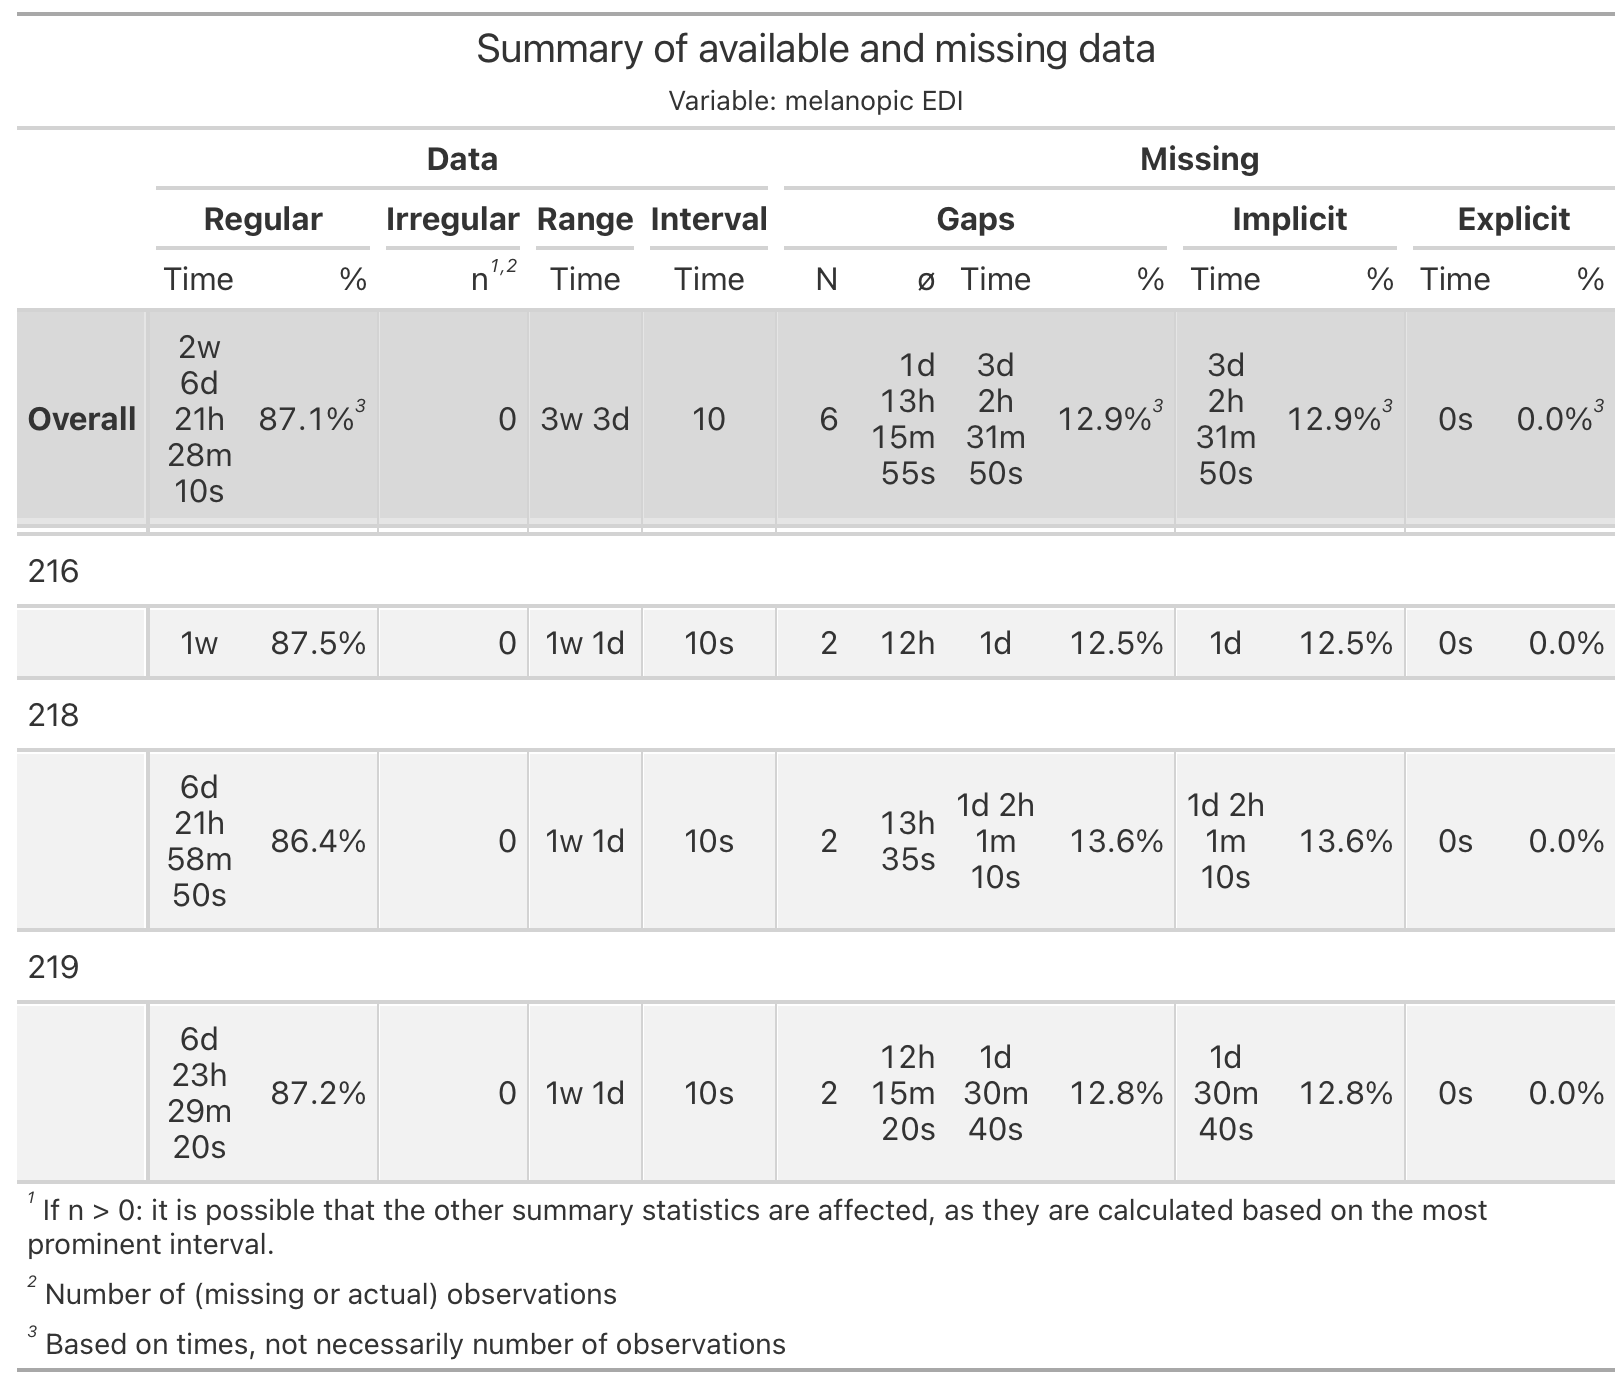 Summary of available and missing data
Variable: melanopic EDI
Data Missing
Regular Irregular Range Interval Gaps Implicit Explicit
Time % n1,2 Time Time N ø Time % Time % Time %
Overall 2w 6d 21h 28m 10s 87.1%3 0 3w 3d 10 6 1d 13h 15m 55s 3d 2h 31m 50s 12.9%3 3d 2h 31m 50s 12.9%3 0s 0.0%3
216
1w 87.5% 0 1w 1d 10s 2 12h 1d 12.5% 1d 12.5% 0s 0.0%
218
6d 21h 58m 50s 86.4% 0 1w 1d 10s 2 13h 35s 1d 2h 1m 10s 13.6% 1d 2h 1m 10s 13.6% 0s 0.0%
219
6d 23h 29m 20s 87.2% 0 1w 1d 10s 2 12h 15m 20s 1d 30m 40s 12.8% 1d 30m 40s 12.8% 0s 0.0%
1 If n > 0: it is possible that the other summary statistics are affected, as they are calculated based on the most
prominent interval.
2 Number of (missing or actual) observations
3 Based on times, not necessarily number of observations